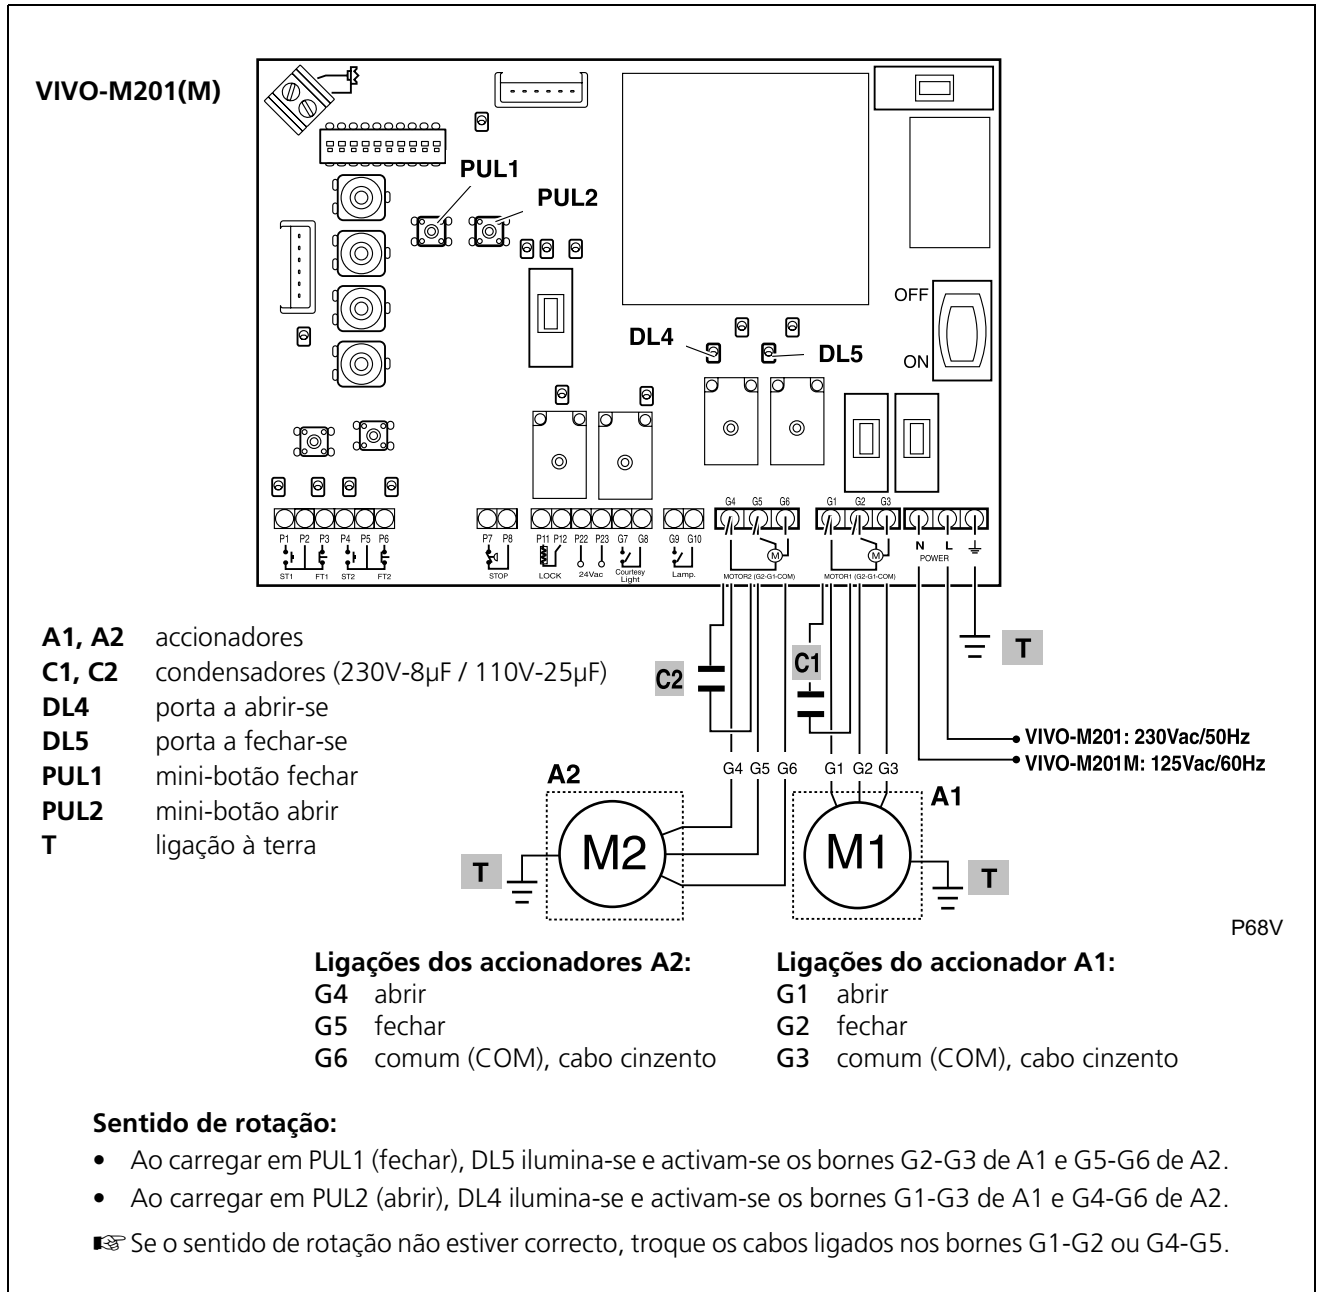 VIVO-M201(M)
PUL1
PUL2
OFF
DL4
DL5
ON
G4 G5 G6 G1 G2 G3
P1 P2 P3 P4 P5 P6 P7 P8 P11 P12 P22 P23 G7 G8 G9 G10
M M N L
POWER
ST1 FT1 ST2 FT2 STOP LOCK 24Vac Courtesy Light Lamp. MOTOR2 (G2-G1-COM) MOTOR1 (G2-G1-COM)
A1, A2 accionadores
C1, C2 condensadores (230V-8µF / 110V-25µF)
DL4 porta a abrir-se
DL5 porta a fechar-se
PUL1 mini-botão fechar
PUL2 mini-botão abrir
T ligação à terra
C2
C1
T
VIVO-M201: 230Vac/50Hz
VIVO-M201M: 125Vac/60Hz
G4 G5 G6 G1 G2 G3
A2
A1
M2
M1
T
T
P68V
Ligações dos accionadores A2:
G4 abrir
G5 fechar
G6 comum (COM), cabo cinzento
Ligações do accionador A1:
G1 abrir
G2 fechar
G3 comum (COM), cabo cinzento
Sentido de rotação:
• Ao carregar em PUL1 (fechar), DL5 ilumina-se e activam-se os bornes G2-G3 de A1 e G5-G6 de A2.
• Ao carregar em PUL2 (abrir), DL4 ilumina-se e activam-se os bornes G1-G3 de A1 e G4-G6 de A2.
☞ Se o sentido de rotação não estiver correcto, troque os cabos ligados nos bornes G1-G2 ou G4-G5.